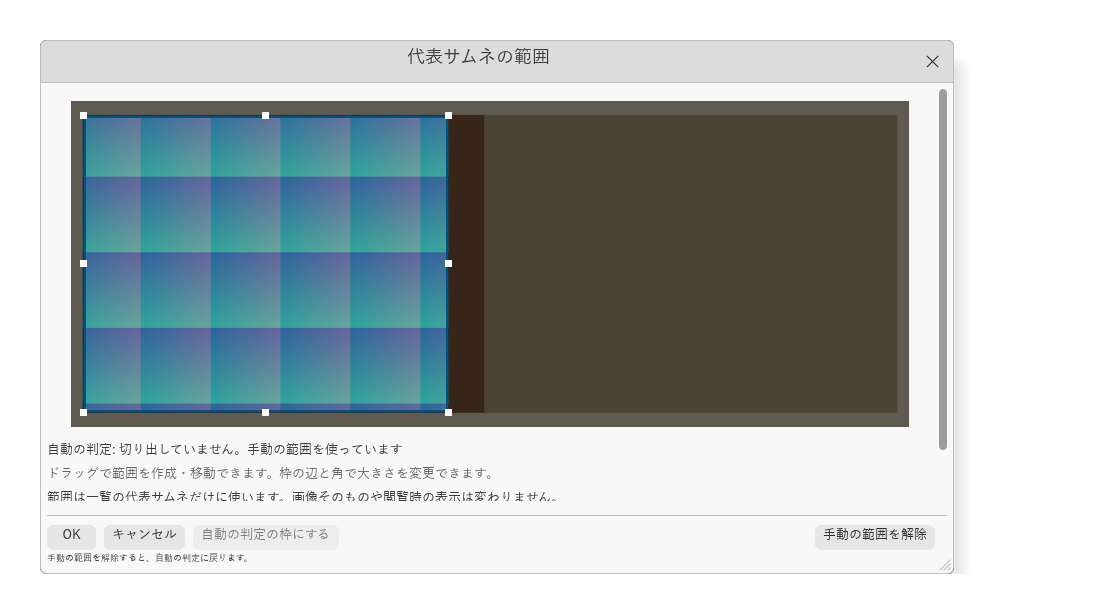 代表サムネの範囲
自動の判定: 切り出していません。手動の範囲を使っています
ドラッグで範囲を作成・移動できます。枠の辺と角で大きさを変更できます。
範囲は一覧の代表サムネだけに使います。画像そのものや閲覧時の表示は変わりません。
OK キャンセル 自動の判定の枠にする 手動の範囲を解除
手動の範囲を解除すると、自動の判定に戻ります。